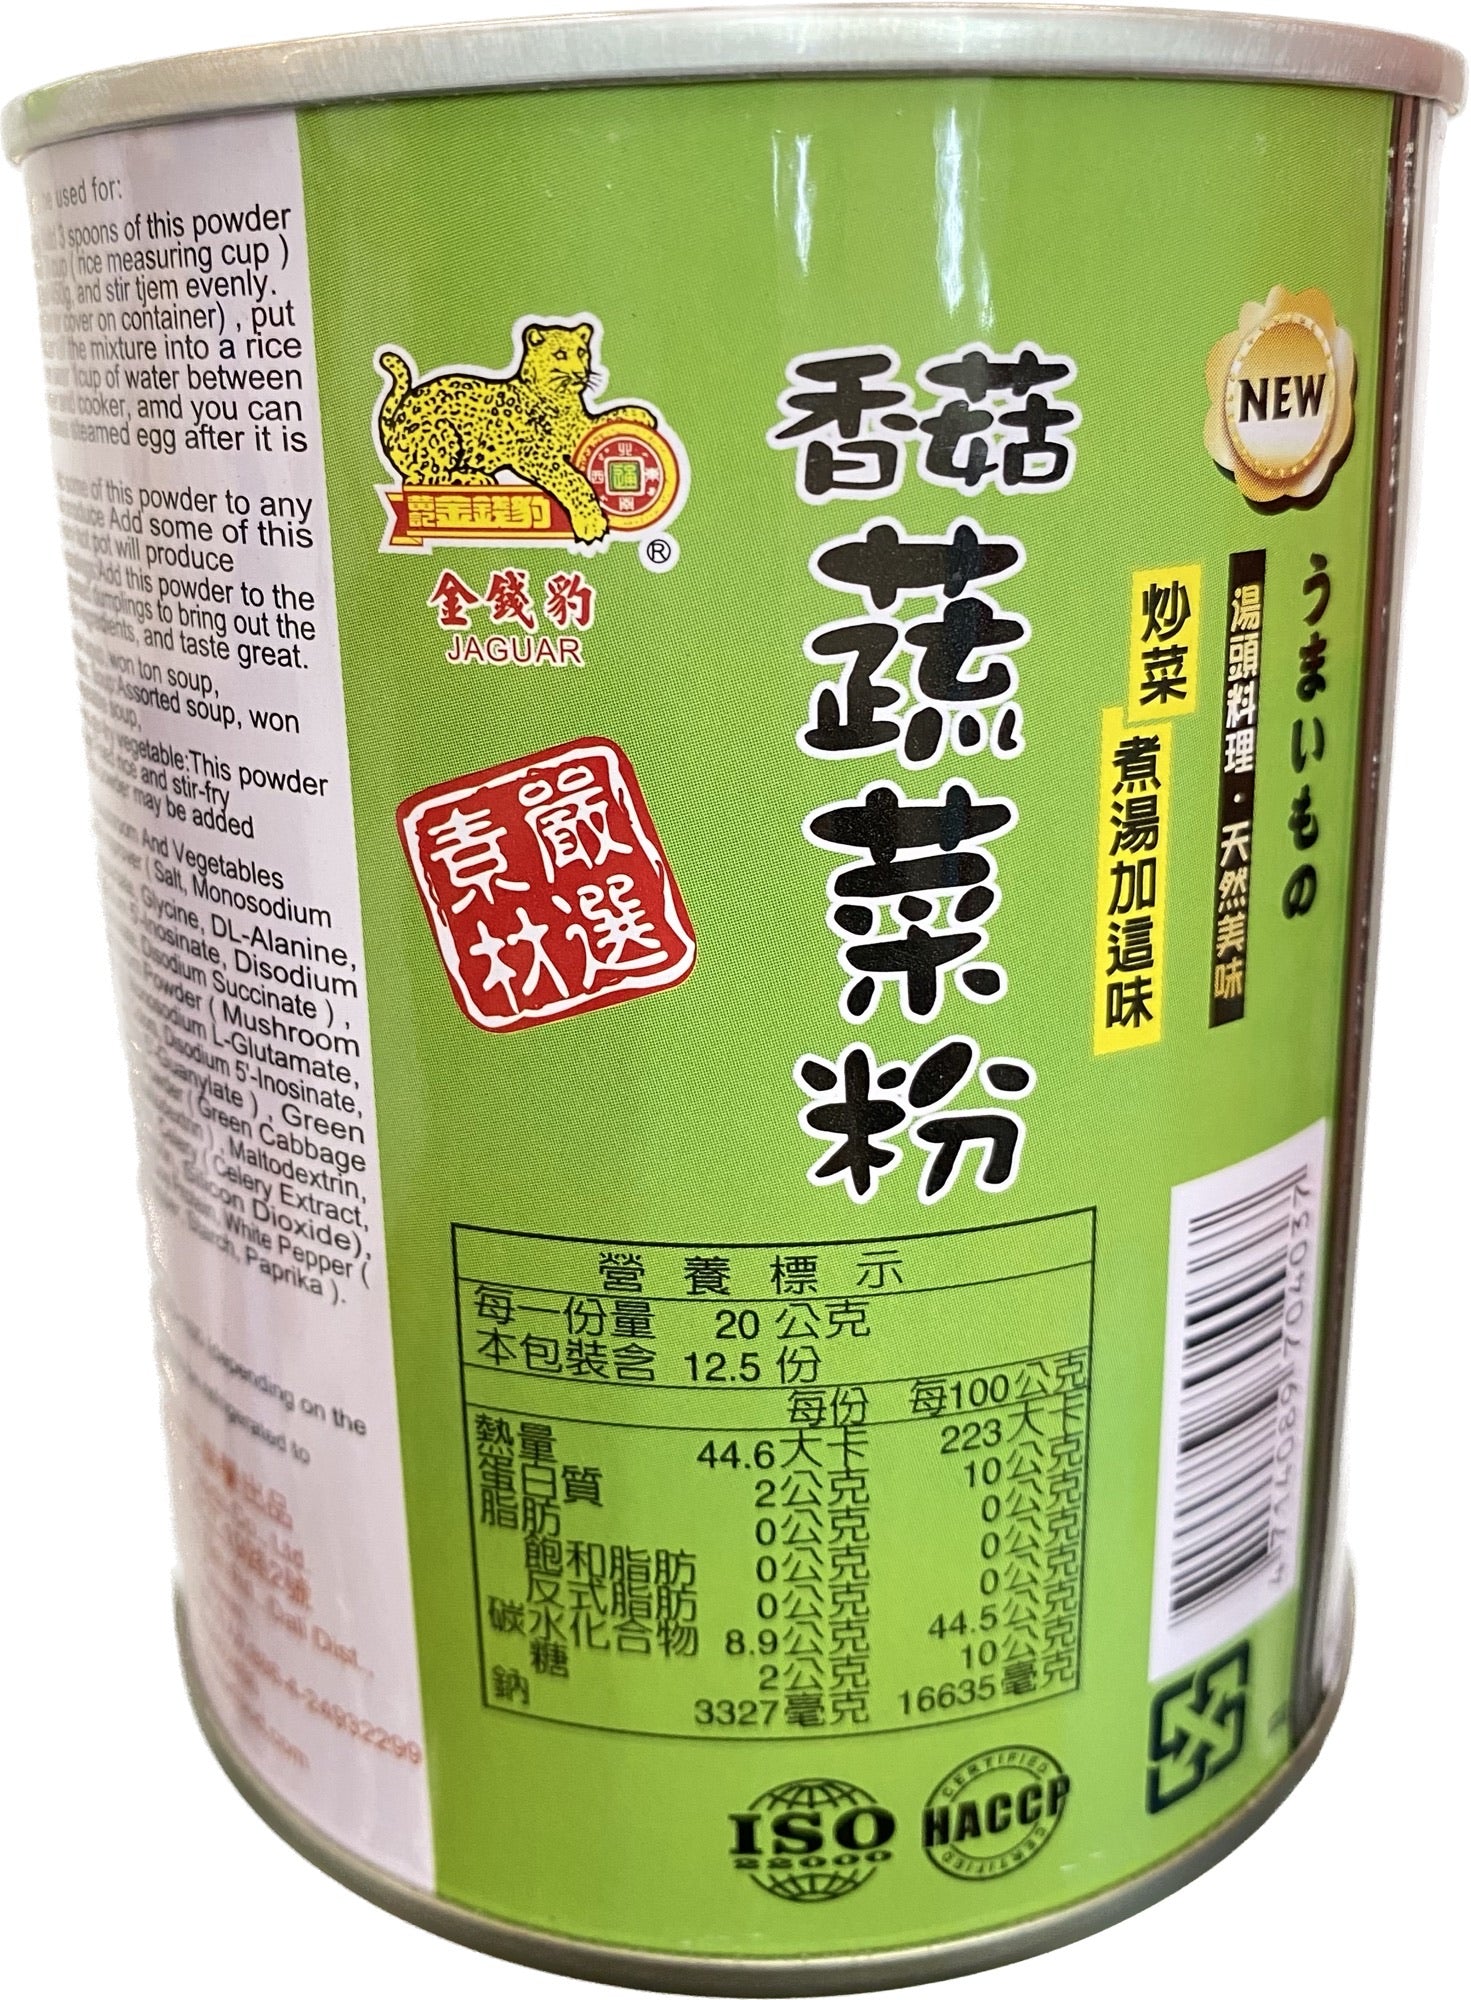 used for:
3 spoons of this powder
(rice measuring cup )
and stir tjem evenly.
cover on container) , put
the mixture into a rice
cup of water between
cooker, amd you can
steamed egg after it is
of this powder to any
Add some of this
pot will produce
Add this powder to the
to bring out the
and taste great.
won ton soup,
Assorted soup, won
soup,
vegetable:This powder
and stir-fry
may be added
And Vegetables
( Salt, Monosodium
Glycine, DL-Alanine,
Disodium
Disodium Succinate ) ,
Powder ( Mushroom
L-Glutamate,
Disodium 5'-Inosinate,
) , Green
(Green Cabbage
, Maltodextrin,
(Celery Extract,
Dioxide),
White Pepper (
Paprika ).
depending on the
to
出品
Dist.,
金錢豹
®
金錢豹
JAGUAR
嚴選
素材
香菇
蔬菜粉
NEW
うまいもの
湯頭料理・天然美味
炒菜
煮湯加這味
營養標示
每一份量 20公克
本包裝含 12.5份
每份 每100公克
熱量 44.6大卡 223大卡
蛋白質 2公克 10公克
脂肪 0公克 0公克
飽和脂肪 0公克 0公克
反式脂肪 0公克 0公克
碳水化合物 8.9公克 44.5公克
糖 2公克 10公克
鈉 3327毫克 16635毫克
ISO
22000
CERTIFIED
HACCP
CERTIFIED
4714089704037